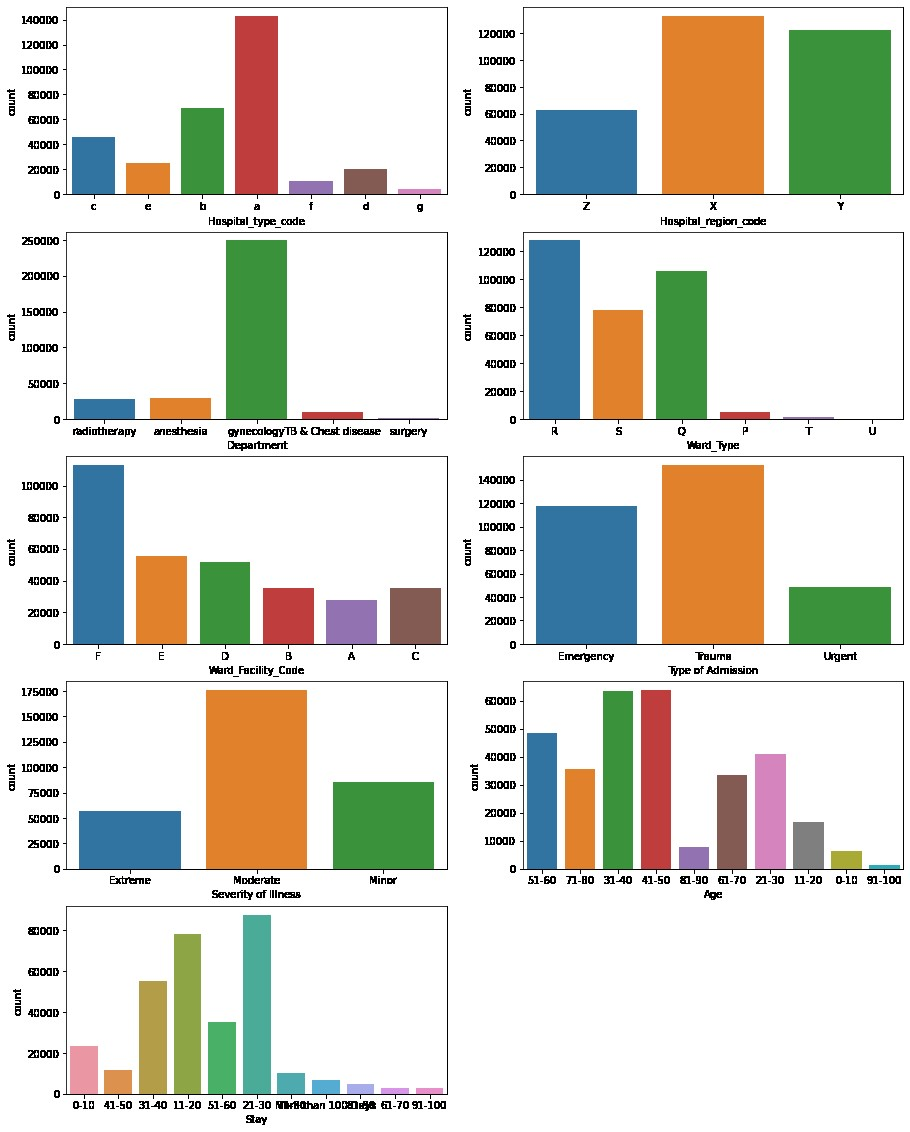 140000
120000
100000
80000
60000
40000
20000
0
count
c e b a f d g
Hospital_type_code
120000
100000
80000
60000
40000
20000
0
count
Z X Y
Hospital_region_code
250000
200000
150000
100000
50000
0
count
radiotherapy anesthesia gynecology TB & Chest disease surgery
Department
120000
100000
80000
60000
40000
20000
0
count
R S Q P T U
Ward_Type
100000
80000
60000
40000
20000
0
count
F E D B A C
Ward_Facility_Code
140000
120000
100000
80000
60000
40000
20000
0
count
Emergency Trauma Urgent
Type of Admission
175000
150000
125000
100000
75000
50000
25000
0
count
Extreme Moderate Minor
Severity of Illness
60000
50000
40000
30000
20000
10000
0
count
51-60 71-80 31-40 41-50 81-90 61-70 21-30 11-20 0-10 91-100
Age
80000
60000
40000
20000
0
count
0-10 41-50 31-40 11-20 51-60 21-30 than 100 61-70 91-100
Stay